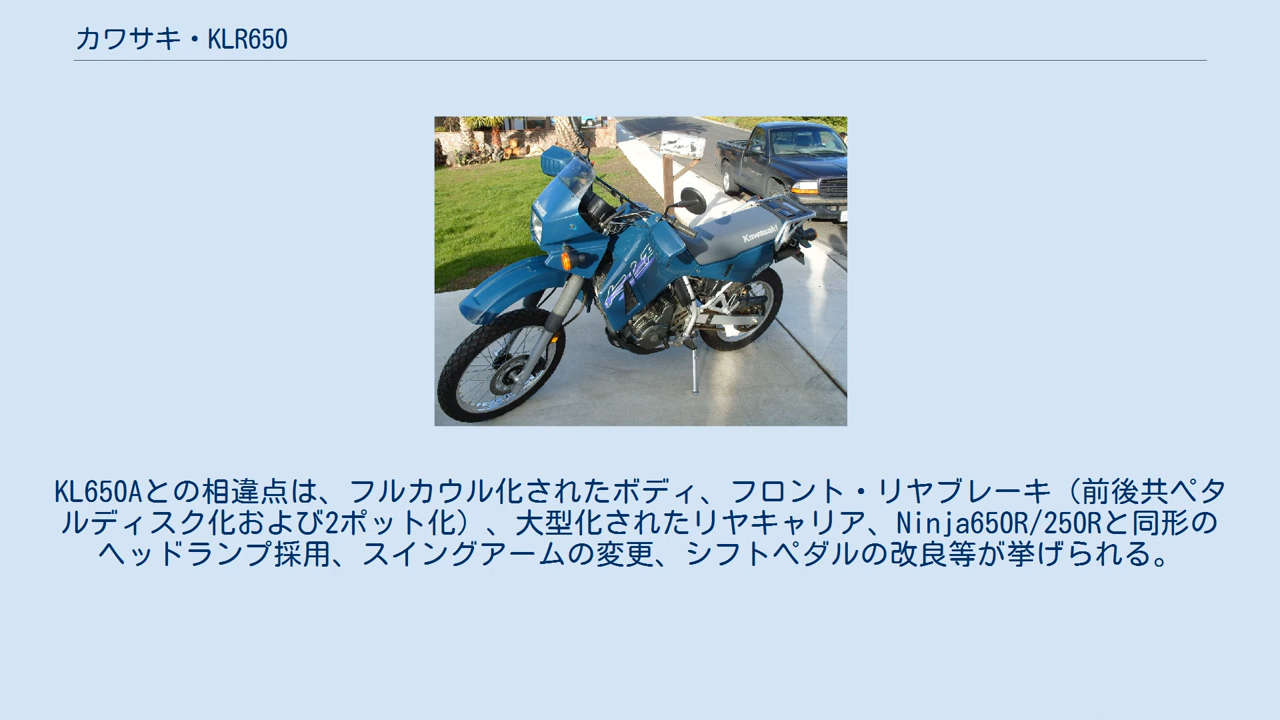 カワサキ・KLR650
Kawasaki
KL650Aとの相違点は、フルカウル化されたボディ、フロント・リヤブレーキ（前後共ペタ
ルディスク化および2ポット化）、大型化されたリヤキャリア、Ninja650R/250Rと同形の
ヘッドランプ採用、スイングアームの変更、シフトペダルの改良等が挙げられる。